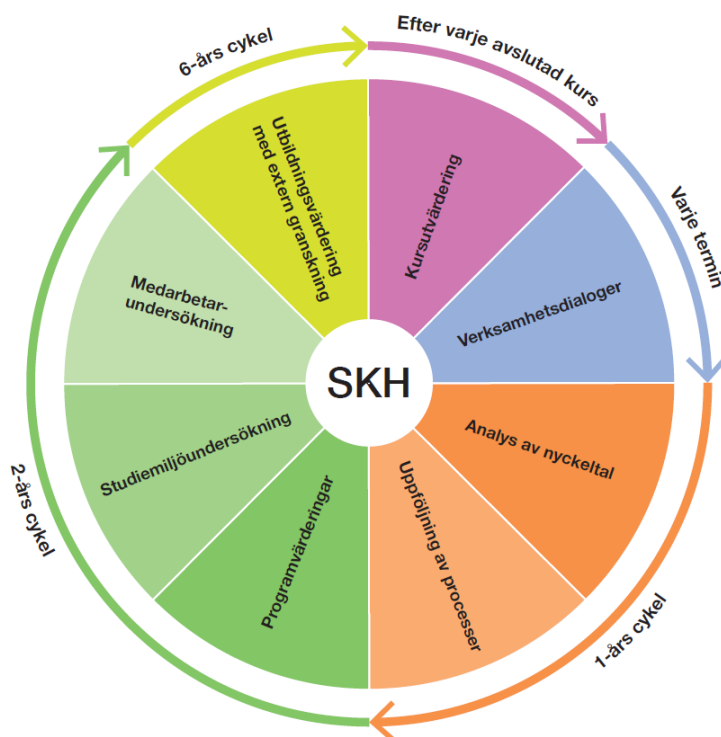 6-års cykel
Efter varje avslutad kurs
Varje termin
1-års cykel
2-års cykel
Utbildningsvärdering
med extern granskning
Kursutvärdering
Verksamhetsdialoger
Analys av nyckeltal
Uppföljning av processer
Programvärderingar
Studiemiljöundersökning
Medarbetar-
undersökning
SKH